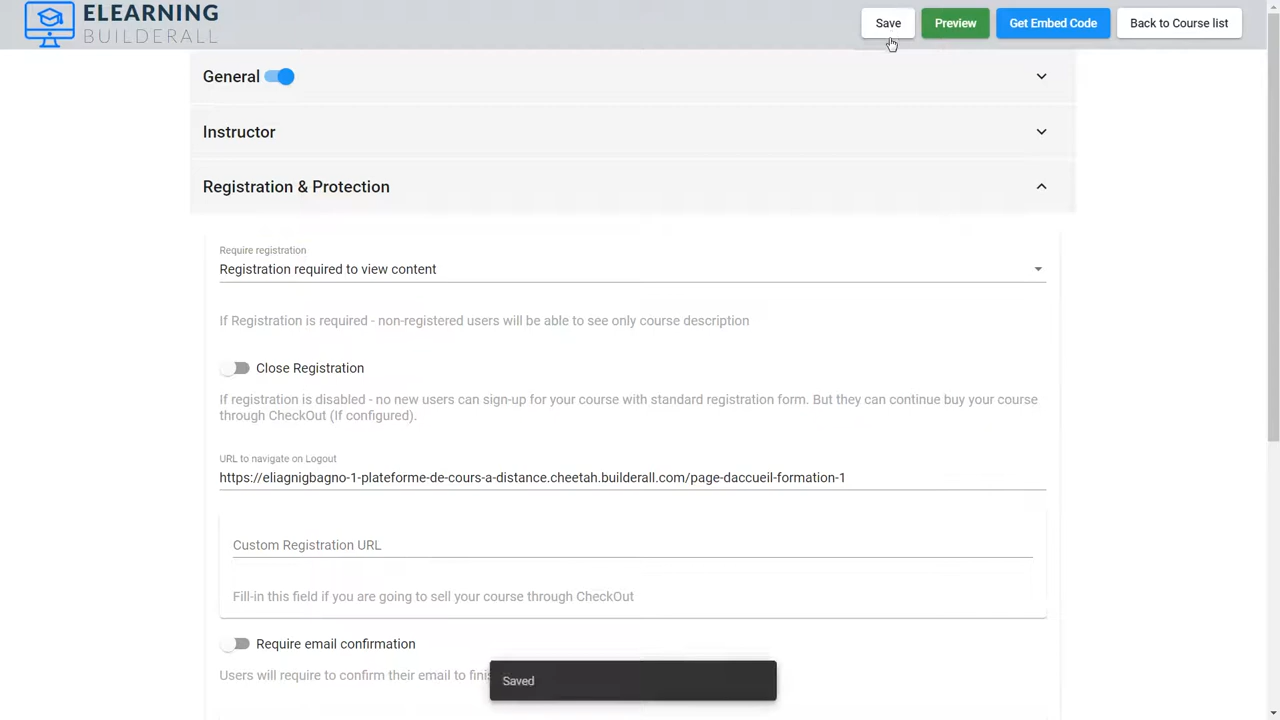 ELEARNING
BUILDERALL
Save
Preview
Get Embed Code
Back to Course list
General
Instructor
Registration & Protection
Require registration
Registration required to view content
If Registration is required - non-registered users will be able to see only course description
Close Registration
If registration is disabled - no new users can sign-up for your course with standard registration form. But they can continue buy your course
through CheckOut (If configured).
URL to navigate on Logout
https://eliagnigbagno-1-plateforme-de-cours-a-distance.cheetah.builderall.com/page-daccueil-formation-1
Custom Registration URL
Fill-in this field if you are going to sell your course through CheckOut
Require email confirmation
Users will require to confirm their email to
Saved